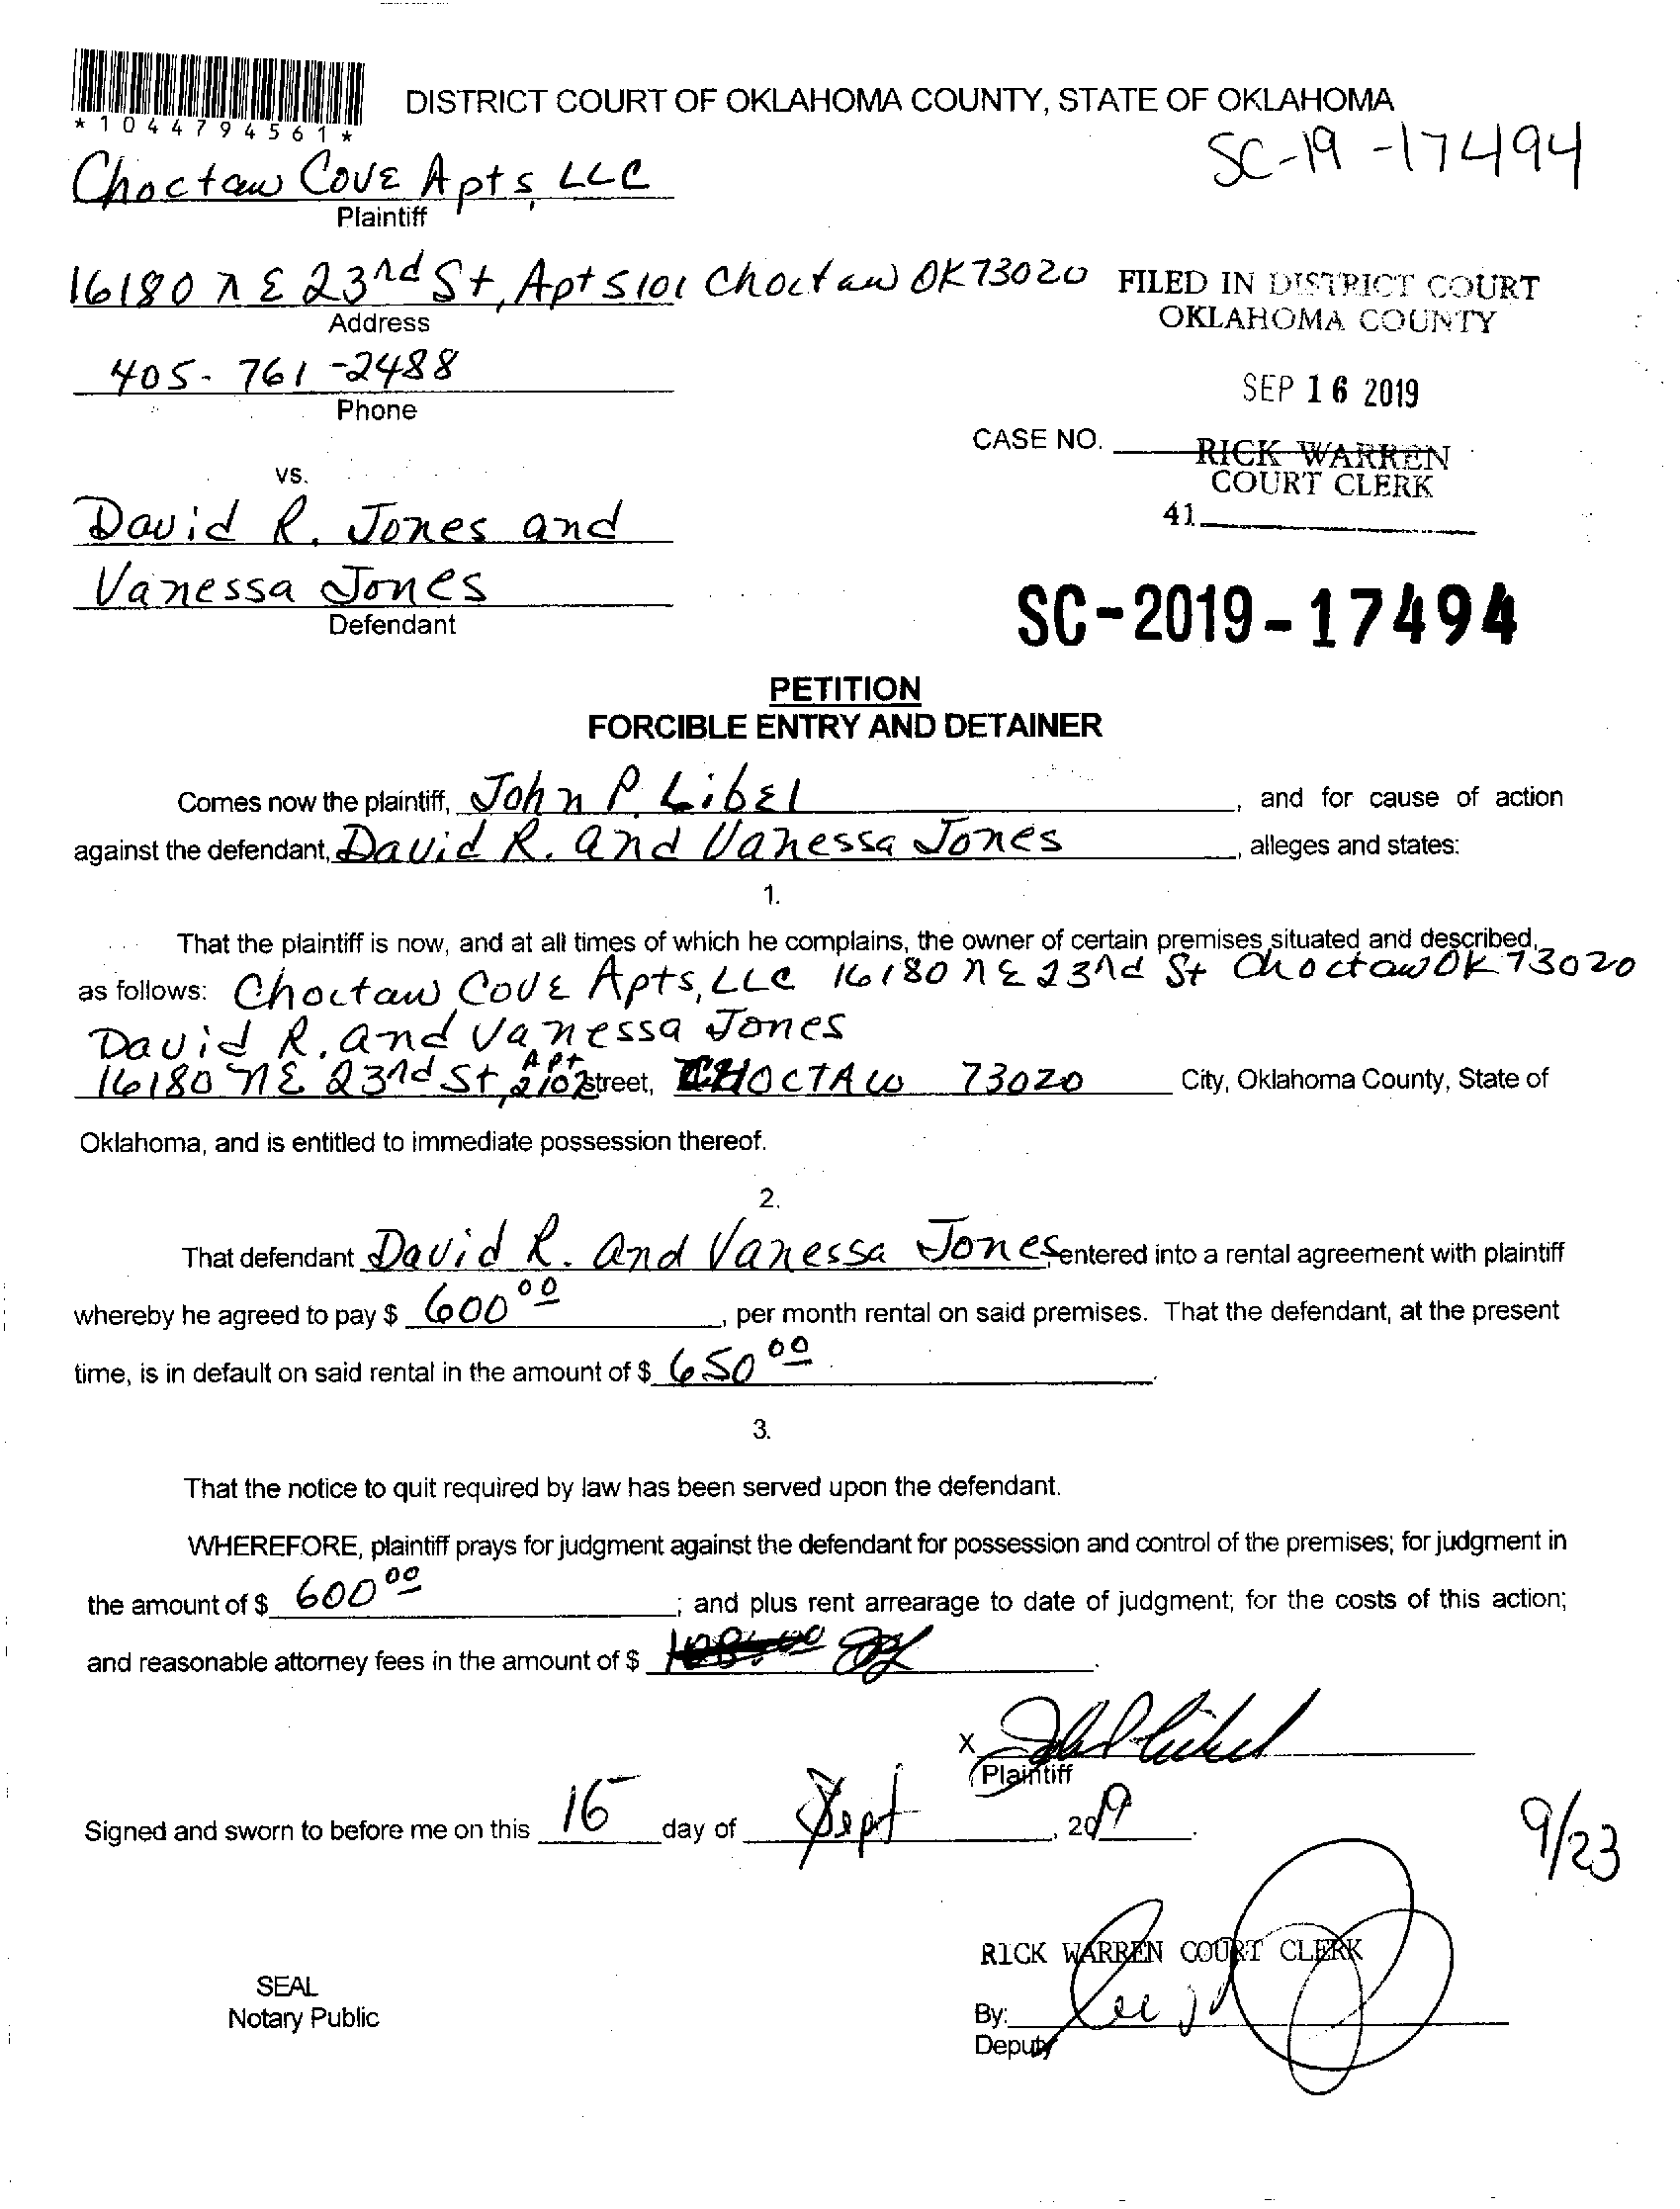 *1044794561*
DISTRICT COURT OF OKLAHOMA COUNTY, STATE OF OKLAHOMA
SC-19-17494
Choctaw Cove Apts, LLC
Plaintiff
16180 NE 23rd St, Apt S101 Choctaw OK 73020
Address
FILED IN DISTRICT COURT
OKLAHOMA COUNTY
405-761-2488
Phone
SEP 16 2019
CASE NO.
RICK WARREN
COURT CLERK
41
vs.
David R. Jones and
Vanessa Jones
Defendant
SC-2019-17494
PETITION
FORCIBLE ENTRY AND DETAINER
Comes now the plaintiff, John P. Libel, and for cause of action
against the defendant, David R. and Vanessa Jones, alleges and states:
1.
That the plaintiff is now, and at all times of which he complains, the owner of certain premises situated and described,
as follows: Choctaw Cove Apts, LLC 16180 NE 23rd St Choctaw OK 73020
David R. and Vanessa Jones
16180 NE 23rd St, Apt street, CHOCTAW 73020 City, Oklahoma County, State of
Oklahoma, and is entitled to immediate possession thereof.
2.
That defendant David R. and Vanessa Jones, entered into a rental agreement with plaintiff
whereby he agreed to pay $ 600 00, per month rental on said premises. That the defendant, at the present
time, is in default on said rental in the amount of $ 650 00.
3.
That the notice to quit required by law has been served upon the defendant.
WHEREFORE, plaintiff prays for judgment against the defendant for possession and control of the premises; for judgment in
the amount of $ 600 00; and plus rent arrearage to date of judgment; for the costs of this action;
and reasonable attorney fees in the amount of $
X
Plaintiff
Signed and sworn to before me on this 16 day of Sept, 2019.
9/23
RICK WARREN COURT CLERK
SEAL
Notary Public
By:
Deputy